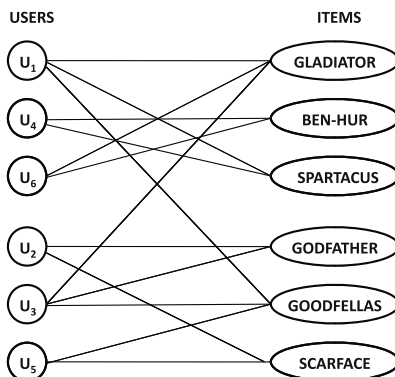 USERS ITEMS
U1 GLADIATOR
U4 BEN-HUR
U6 SPARTACUS
U2 GODFATHER
U3 GOODFELLAS
U5 SCARFACE